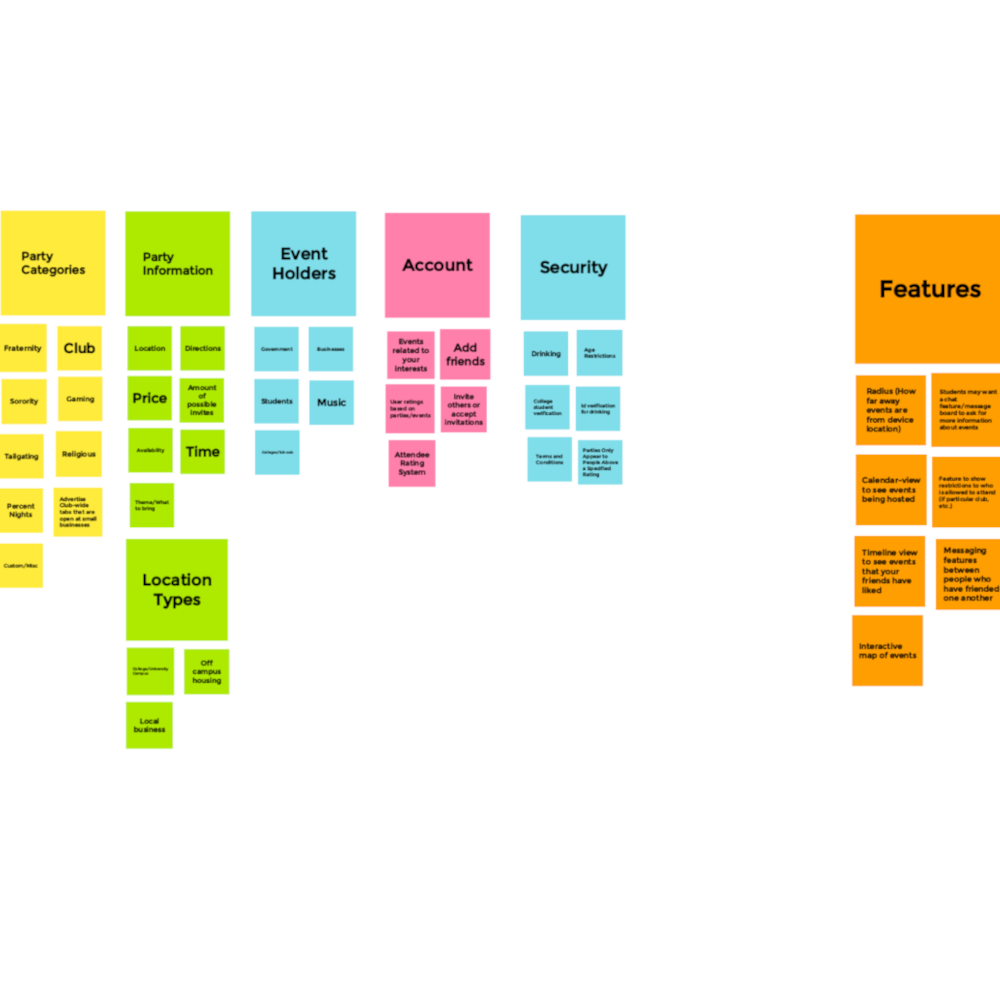 Party
Categories
Fraternity
Club
Sorority
Gaming
Tailgating
Religious
Percent
Nights
Advertise
Club-wide
tabs that are
open at small
businesses
Custom/Misc
Party
Information
Location
Directions
Price
Amount
of
possible
invites
Availability
Time
Theme/What
to bring
Location
Types
College/University
Campus
Off
campus
housing
Local
business
Event
Holders
Government
Businesses
Students
Music
Account
Events
related to
your
interests
Add
friends
User ratings
based on
parties/events
Invite
others or
accept
invitations
Attendee
Rating
System
Security
Drinking
Age
Restrictions
College
student
verification
Id verification
for drinking
Terms and
Conditions
Parties Only
Appear to
People Above
a Specified
Rating
Features
Radius (How
far away
events are
from device
location)
Students may want
a chat
feature/message
board to ask for
more information
about events
Calendar-view
to see events
being hosted
Feature to show
restrictions to who
is allowed to attend
(if particular club,
etc.)
Timeline view
to see events
that your
friends have
liked
Messaging
features
between
people who
have friended
one another
Interactive
map of events